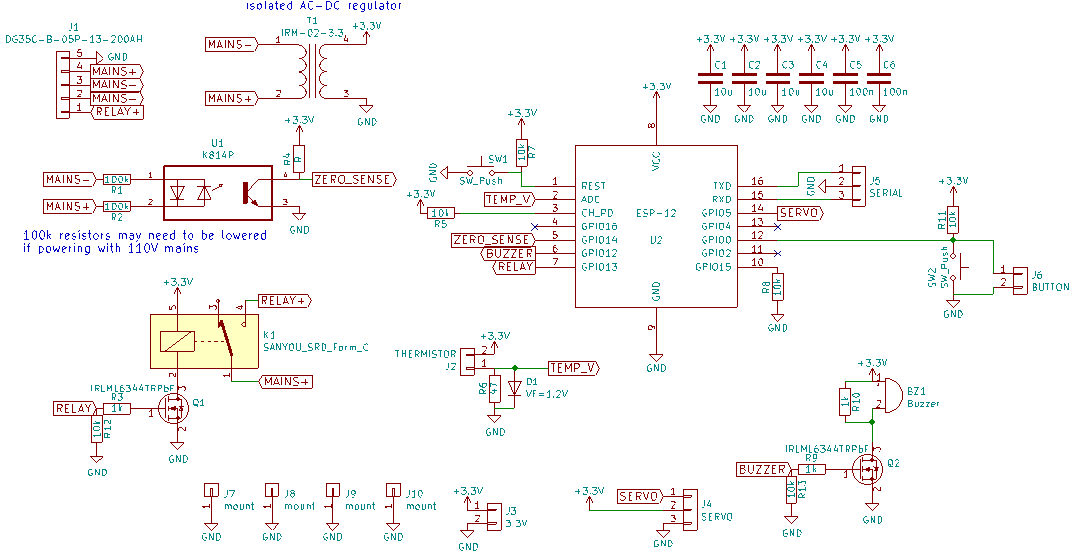 isolated AC-DC regulator
T1
IRM-02-3.3
+3.3V
MAINS-
1
4
MAINS+
2
3
GND
J1
DG35C-B-05P-13-200AH
5
GND
4
MAINS+
3
MAINS-
2
MAINS-
1
RELAY+
U1
K814P
+3.3V
R4
R
MAINS-
100k
R1
1
4
ZERO_SENSE
MAINS+
100k
R2
2
3
GND
100k resistors may need to be lowered
if powering with 110V mains
+3.3V
5
3
4
RELAY+
K1
SANYOU_SRD_Form_C
2
1
MAINS+
IRLML6344TRPbF
RELAY
R3
1k
1
3
Q1
2
10k
R12
GND
GND
+3.3V
+3.3V
+3.3V
+3.3V
+3.3V
+3.3V
C1
10u
C2
10u
C3
10u
C4
10u
C5
100n
C6
100n
GND
GND
GND
GND
GND
GND
+3.3V
8
VCC
+3.3V
10k
R7
SW1
SW_Push
GND
TEMP_V
+3.3V
10k
R5
ZERO_SENSE
BUZZER
RELAY
1
REST
2
ADC
3
CH_PD
4
GPIO16
5
GPIO14
6
GPIO12
7
GPIO13
ESP-12
U2
TXD
16
RXD
15
GPIO5
14
SERVO
GPIO4
13
GPIO0
12
GPIO2
11
GPIO15
10
GND
9
GND
R8
10k
GND
1
2
3
GND
J5
SERIAL
+3.3V
R11
10k
SW2
SW_Push
GND
1
2
J6
BUTTON
THERMISTOR
J2
+3.3V
2
1
TEMP_V
R6
47
D1
VF=1.2V
GND
+3.3V
1
2
BZ1
Buzzer
1k
R10
IRLML6344TRPbF
BUZZER
R9
1k
1
3
Q2
2
10k
R13
GND
GND
J7
mount
1
GND
J8
mount
1
GND
J9
mount
1
GND
J10
mount
1
GND
+3.3V
1
2
J3
3.3V
GND
+3.3V
SERVO
1
2
3
J4
SERVO
GND